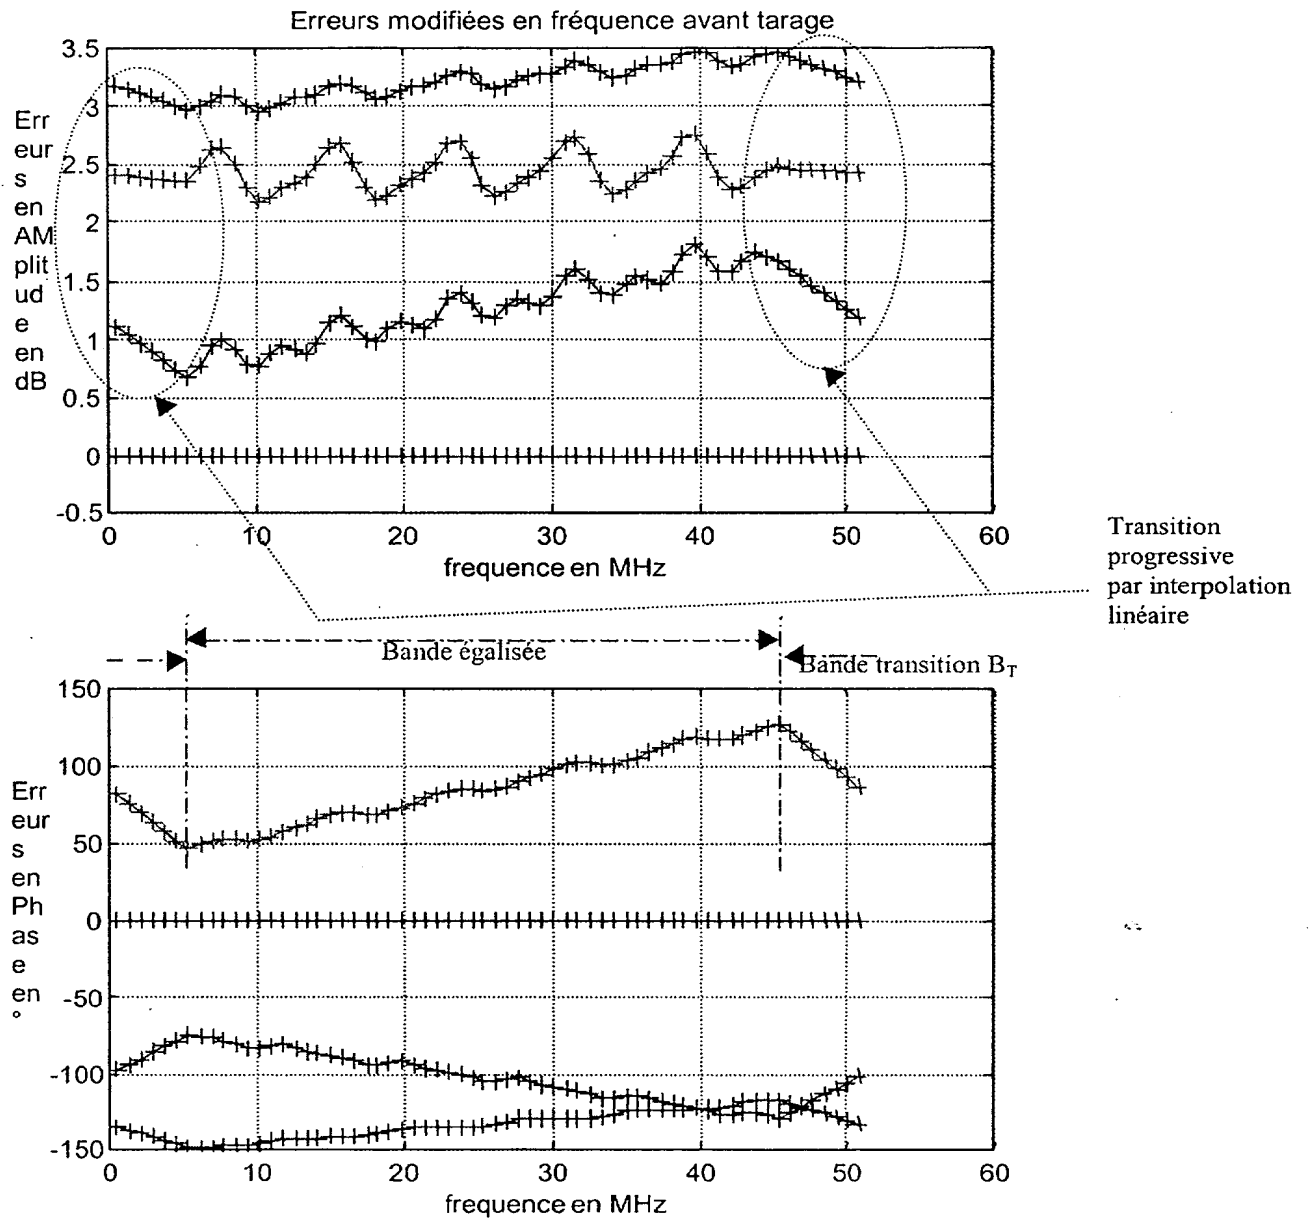 Erreurs modifiées en fréquence avant tarage
3.5
3
2.5
2
1.5
1
0.5
0
-0.5
Err
eur
s
en
AM
plit
ud
e
en
dB
0 10 20 30 40 50 60
frequence en MHz
Transition
progressive
par interpolation
linéaire
Bande égalisée
Bande transition B_T
150
100
50
0
-50
-100
-150
Err
eur
s
en
Ph
as
e
en
°
0 10 20 30 40 50 60
frequence en MHz